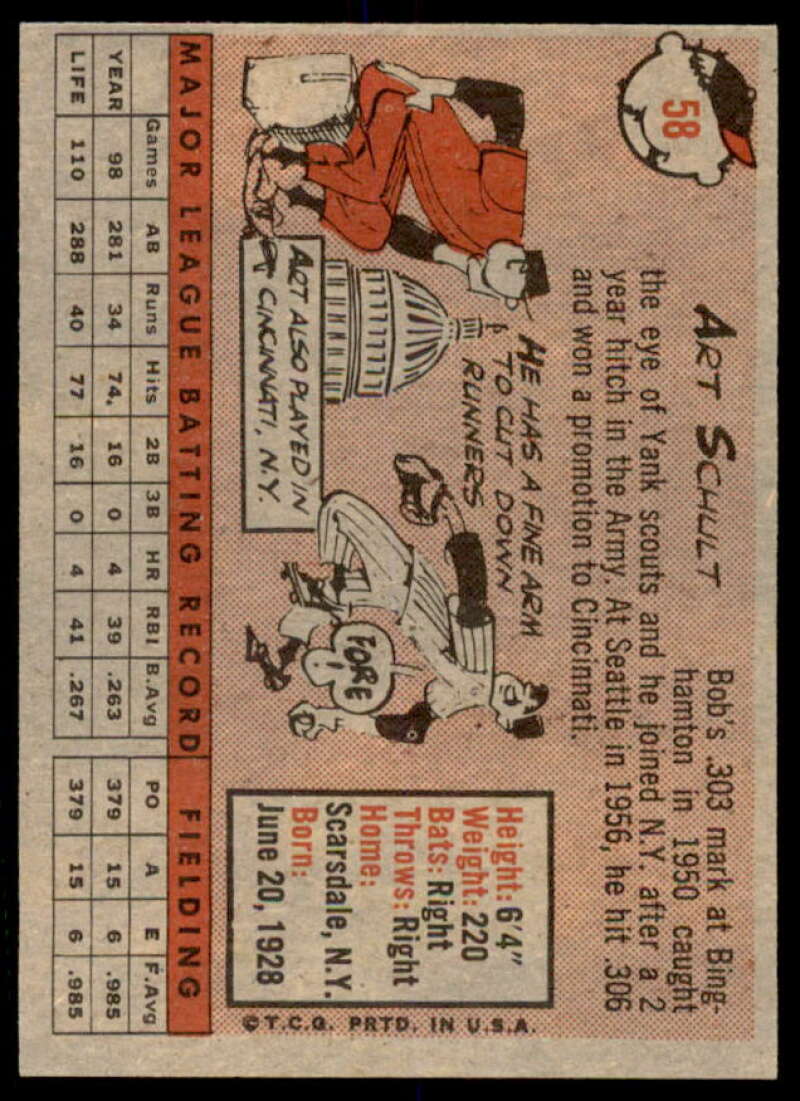 58
ART SCHULT
Bob's .303 mark at Bing-
hamton in 1950 caught
the eye of Yank scouts and he joined N.Y. after a 2
year hitch in the Army. At Seattle in 1956, he hit .306
and won a promotion to Cincinnati.
HE HAS A FINE ARM
TO CUT DOWN
RUNNERS
ART ALSO PLAYED IN
CINCINNATI, N.Y.
FORE
!
Height: 6'4"
Weight: 220
Bats: Right
Throws: Right
Home:
Scarsdale, N.Y.
Born:
June 20, 1928
©T.C.G. PRTD. IN U.S.A.
MAJOR LEAGUE BATTING RECORD FIELDING
Games AB Runs Hits 2B 3B HR RBI B.Avg PO A E F.Avg
YEAR 98 281 34 74. 16 0 4 39 .263 379 15 6 .985
LIFE 110 288 40 77 16 0 4 41 .267 379 15 6 .985